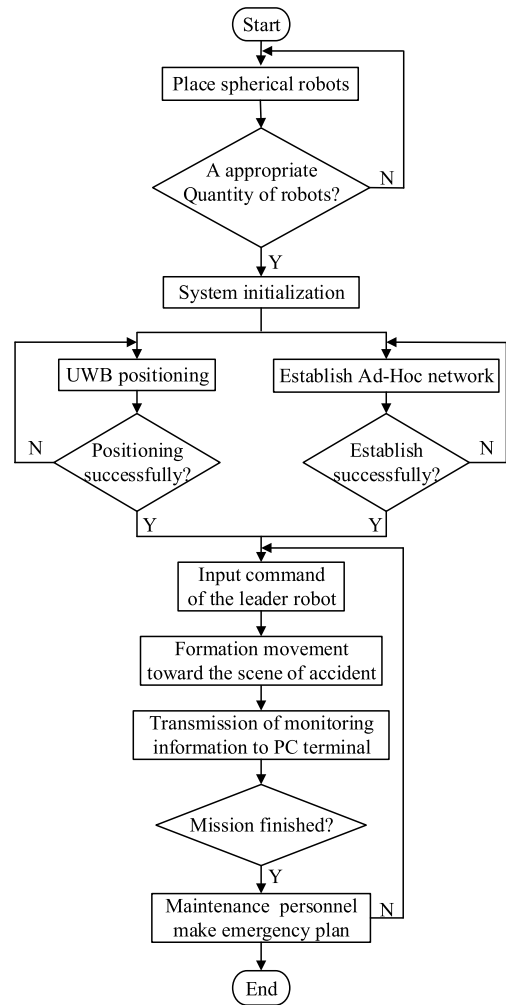 Start
Place spherical robots
A appropriate
Quantity of robots?
N
Y
System initialization
UWB positioning
Establish Ad-Hoc network
N
Positioning
successfully?
Establish
successfully?
N
Y
Y
Input command
of the leader robot
Formation movement
toward the scene of accident
Transmission of monitoring
information to PC terminal
Mission finished?
Y
Maintenance personnel
make emergency plan
N
End